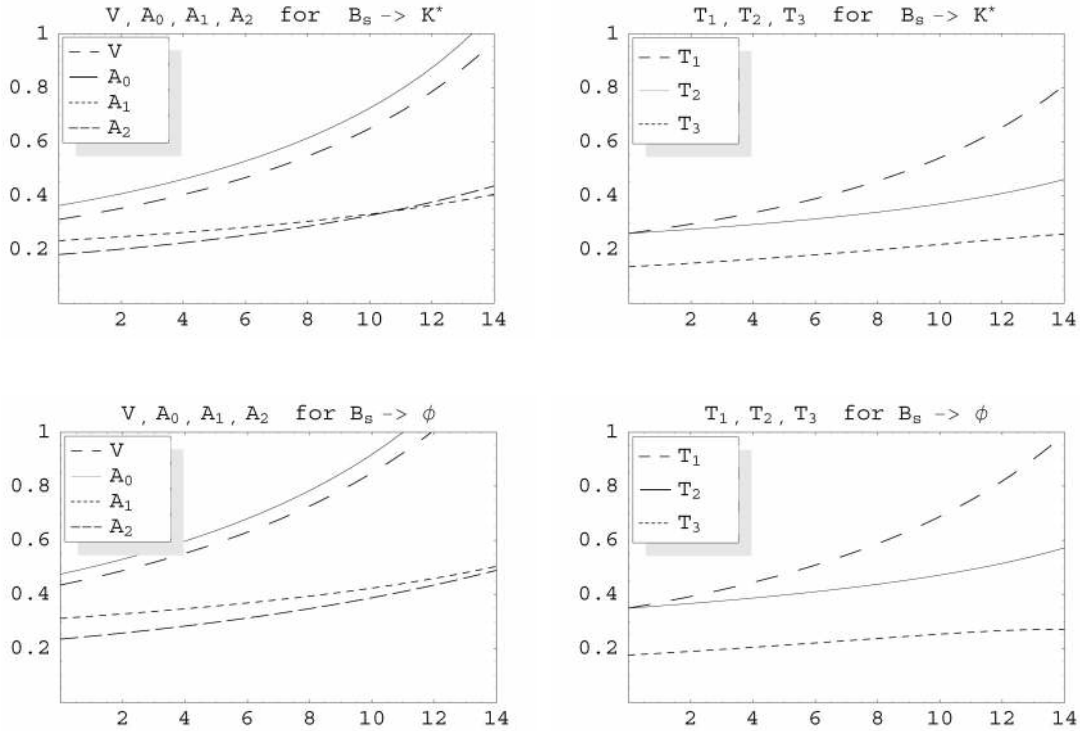 V, A₀, A₁, A₂ for Bₛ -> K*
1
0.8
0.6
0.4
0.2
V
A₀
A₁
A₂
2 4 6 8 10 12 14
T₁, T₂, T₃ for Bₛ -> K*
1
0.8
0.6
0.4
0.2
T₁
T₂
T₃
2 4 6 8 10 12 14
V, A₀, A₁, A₂ for Bₛ -> ϕ
1
0.8
0.6
0.4
0.2
V
A₀
A₁
A₂
2 4 6 8 10 12 14
T₁, T₂, T₃ for Bₛ -> ϕ
1
0.8
0.6
0.4
0.2
T₁
T₂
T₃
2 4 6 8 10 12 14